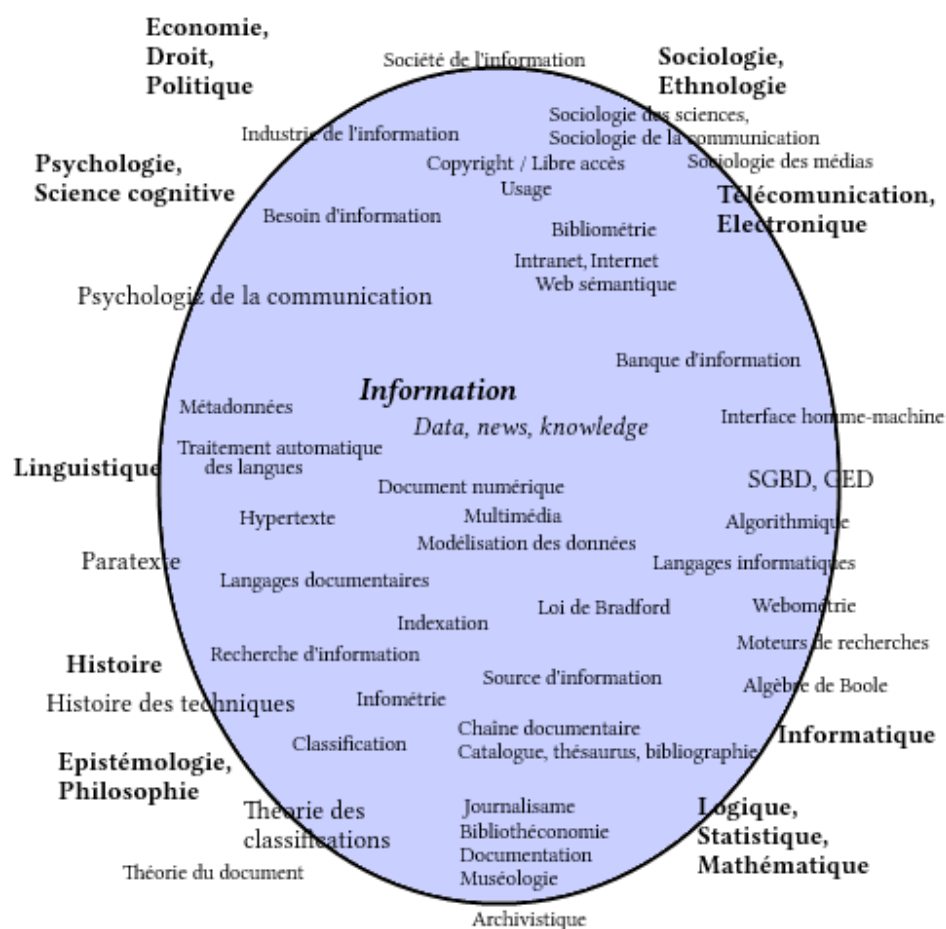 Economie,
Droit,
Politique
Société de l'information
Sociologie,
Ethnologie
Industrie de l'information
Sociologie des sciences,
Sociologie de la communication
Sociologie des médias
Psychologie,
Science cognitive
Copyright / Libre accès
Usage
Télécomunication,
Electronique
Besoin d'information
Bibliométrie
Intranet, Internet
Web sémantique
Psychologie de la communication
Banque d'information
Information
Data, news, knowledge
Métadonnées
Interface homme-machine
Traitement automatique
des langues
Linguistique
Document numérique
SGBD, GED
Hypertexte
Multimédia
Algorithmique
Modélisation des données
Paratexte
Langages informatiques
Langages documentaires
Loi de Bradford
Webométrie
Indexation
Moteurs de recherches
Recherche d'information
Histoire
Source d'information
Algèbre de Boole
Histoire des techniques
Infométrie
Chaîne documentaire
Informatique
Classification
Catalogue, thésaurus, bibliographie
Epistémologie,
Philosophie
Théorie des
classifications
Journalisame
Bibliothéconomie
Documentation
Muséologie
Logique,
Statistique,
Mathématique
Théorie du document
Archivistique